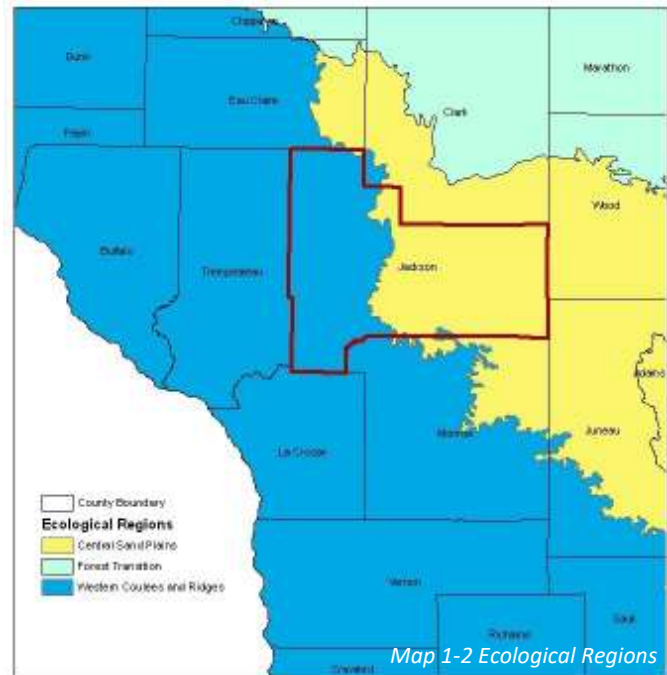 Chippewa
Dunn
Marathon
Eau Claire
Clark
Pepin
Wood
Buffalo
Trempealeau
Jackson
Adams
Monroe
Juneau
La Crosse
County Boundary
Ecological Regions
Central Sand Plains
Forest Transition
Western Coulees and Ridges
Vernon
Sauk
Richland
Crawford
Map 1-2 Ecological Regions